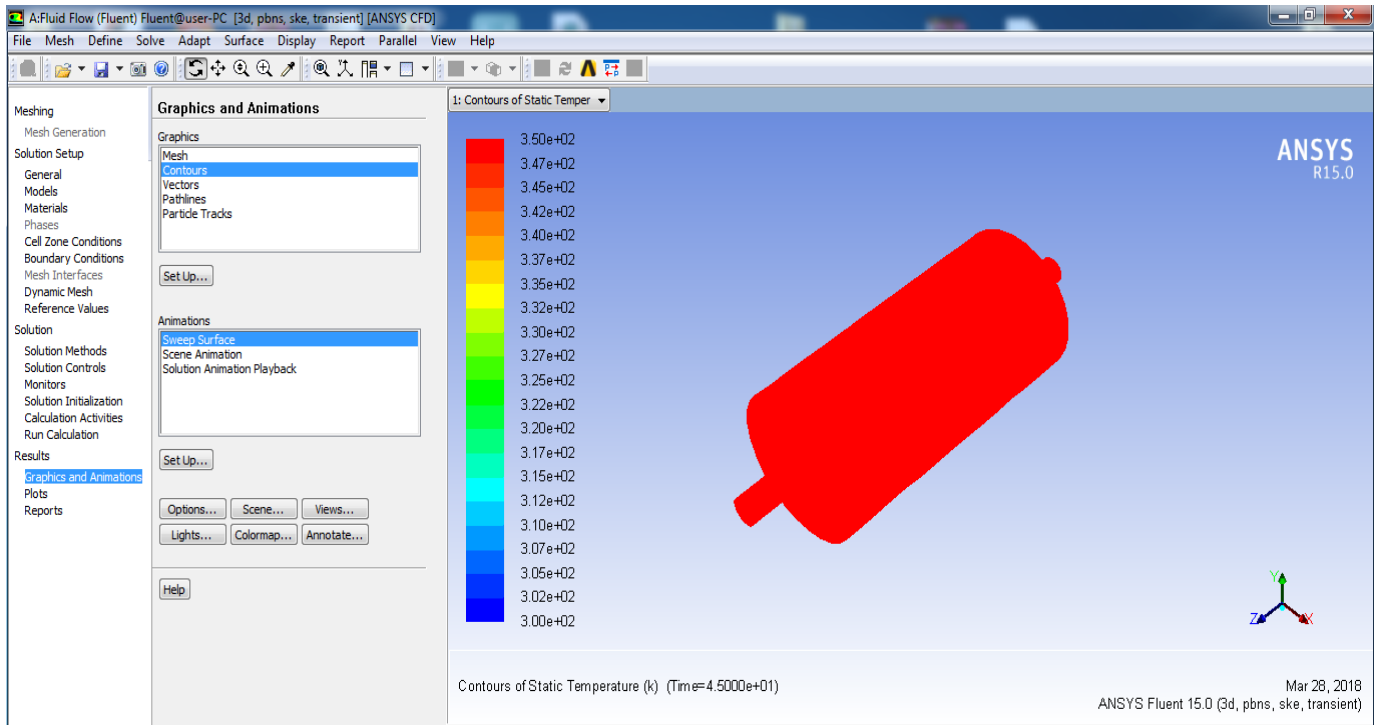 A:Fluid Flow (Fluent) Fluent@user-PC [3d, pbns, ske, transient] [ANSYS CFD]
File Mesh Define Solve Adapt Surface Display Report Parallel View Help
Meshing
Mesh Generation
Solution Setup
General
Models
Materials
Phases
Cell Zone Conditions
Boundary Conditions
Mesh Interfaces
Dynamic Mesh
Reference Values
Solution
Solution Methods
Solution Controls
Monitors
Solution Initialization
Calculation Activities
Run Calculation
Results
Graphics and Animations
Plots
Reports
Graphics and Animations
Graphics
Mesh
Contours
Vectors
Pathlines
Particle Tracks
Set Up...
Animations
Sweep Surface
Scene Animation
Solution Animation Playback
Set Up...
Options... Scene... Views...
Lights... Colormap... Annotate...
Help
1: Contours of Static Temper
3.50e+02
3.47e+02
3.45e+02
3.42e+02
3.40e+02
3.37e+02
3.35e+02
3.32e+02
3.30e+02
3.27e+02
3.25e+02
3.22e+02
3.20e+02
3.17e+02
3.15e+02
3.12e+02
3.10e+02
3.07e+02
3.05e+02
3.02e+02
3.00e+02
ANSYS
R15.0
Y
Z X
Contours of Static Temperature (k) (Time=4.5000e+01)
Mar 28, 2018
ANSYS Fluent 15.0 (3d, pbns, ske, transient)